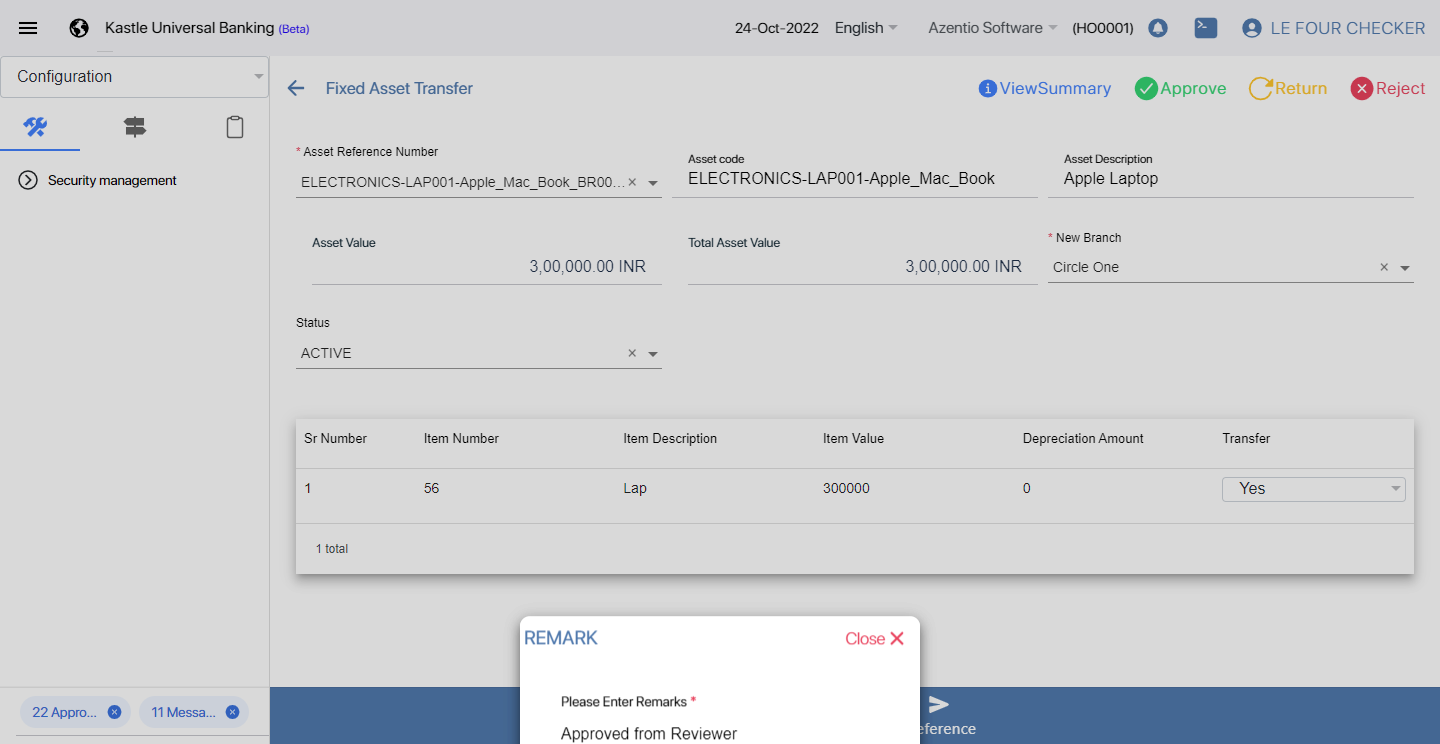 Kastle Universal Banking (Beta)
24-Oct-2022
English
Azentio Software
(HO0001)
LE FOUR CHECKER
Configuration
Fixed Asset Transfer
ViewSummary
Approve
Return
Reject
Security management
* Asset Reference Number
ELECTRONICS-LAP001-Apple_Mac_Book_BR00...
Asset code
ELECTRONICS-LAP001-Apple_Mac_Book
Asset Description
Apple Laptop
Asset Value
3,00,000.00 INR
Total Asset Value
3,00,000.00 INR
* New Branch
Circle One
Status
ACTIVE
Sr Number Item Number Item Description Item Value Depreciation Amount Transfer
1 56 Lap 300000 0 Yes
1 total
REMARK
Close
Please Enter Remarks *
Approved from Reviewer
22 Appro...
11 Messa...